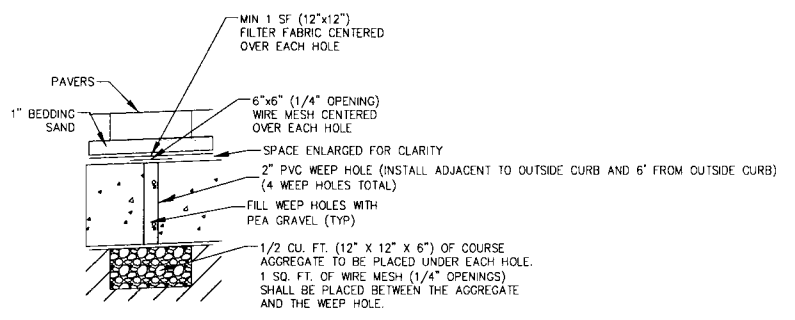 MIN 1 SF (12"x12")
FILTER FABRIC CENTERED
OVER EACH HOLE
PAVERS
6"x6" (1/4" OPENING)
WIRE MESH CENTERED
OVER EACH HOLE
1" BEDDING
SAND
SPACE ENLARGED FOR CLARITY
2" PVC WEEP HOLE (INSTALL ADJACENT TO OUTSIDE CURB AND 6' FROM OUTSIDE CURB)
(4 WEEP HOLES TOTAL)
FILL WEEP HOLES WITH
PEA GRAVEL (TYP)
1/2 CU. FT. (12" X 12" X 6") OF COURSE
AGGREGATE TO BE PLACED UNDER EACH HOLE.
1 SQ. FT. OF WIRE MESH (1/4" OPENINGS)
SHALL BE PLACED BETWEEN THE AGGREGATE
AND THE WEEP HOLE.